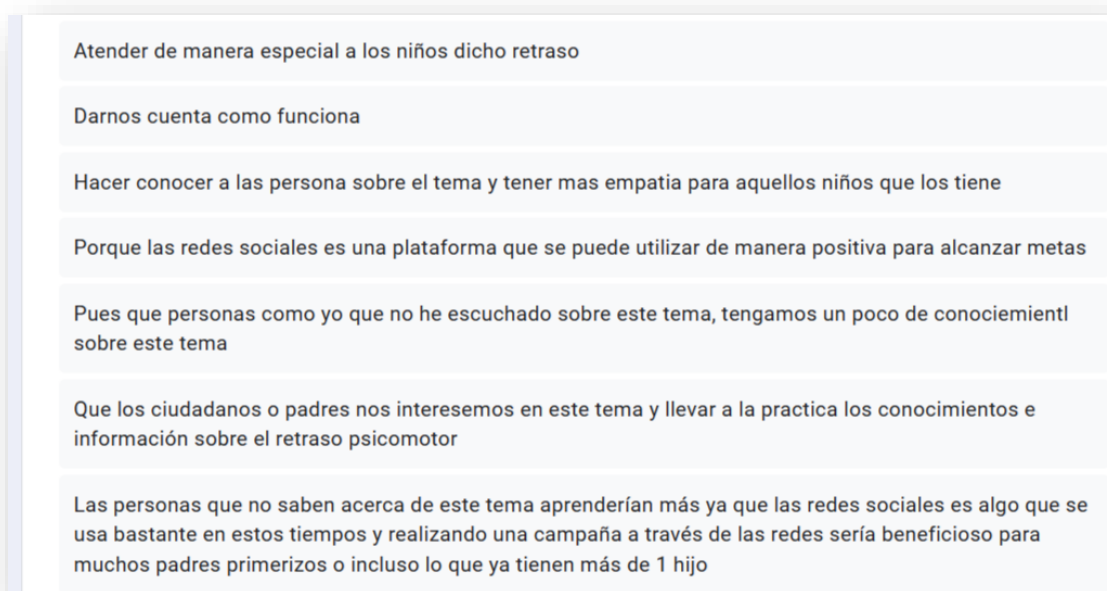 Atender de manera especial a los niños dicho retraso
Darnos cuenta como funciona
Hacer conocer a las persona sobre el tema y tener mas empatia para aquellos niños que los tiene
Porque las redes sociales es una plataforma que se puede utilizar de manera positiva para alcanzar metas
Pues que personas como yo que no he escuchado sobre este tema, tengamos un poco de conociemientl
sobre este tema
Que los ciudadanos o padres nos interesemos en este tema y llevar a la practica los conocimientos e
información sobre el retraso psicomotor
Las personas que no saben acerca de este tema aprenderían más ya que las redes sociales es algo que se
usa bastante en estos tiempos y realizando una campaña a través de las redes sería beneficioso para
muchos padres primerizos o incluso lo que ya tienen más de 1 hijo